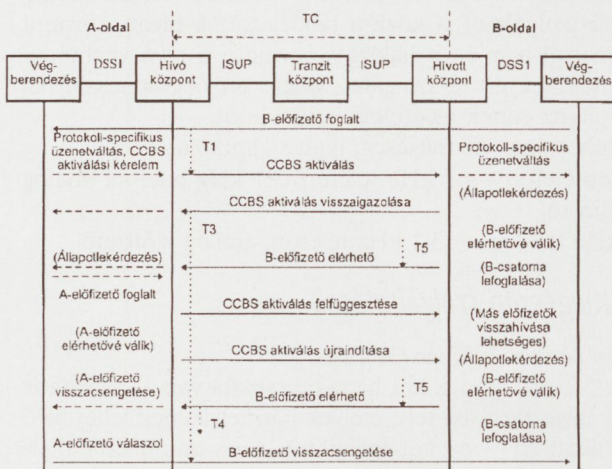 A-oldal
TC
B-oldal
Vég-
berendezés
DSS1
Hívó
központ
ISUP
Tranzit
központ
ISUP
Hívott
központ
DSS1
Vég-
berendezés
B-előfizető foglalt
Protokoll-specifikus
üzenetváltás, CCBS
aktiválási kérelem
T1
CCBS aktiválás
Protokoll-specifikus
üzenetváltás
(Állapotlekérdezés)
CCBS aktiválás visszaigazolása
T3
(B-előfizető
elérhetővé válik)
(Állapotlekérdezés)
B-előfizető elérhető
T5
(B-csatorna
lefoglalása)
A-előfizető foglalt
CCBS aktiválás felfüggesztése
(Más előfizetők
visszahívása
lehetséges)
(A-előfizető
elérhetővé válik)
CCBS aktiválás újraindítása
(Állapotlekérdezés)
(A-előfizető
visszacsengetése)
B-előfizető elérhető
T5
(B-előfizető
elérhetővé válik)
T4
(B-csatorna
lefoglalása)
A-előfizető válaszol
B-előfizető visszacsengetése